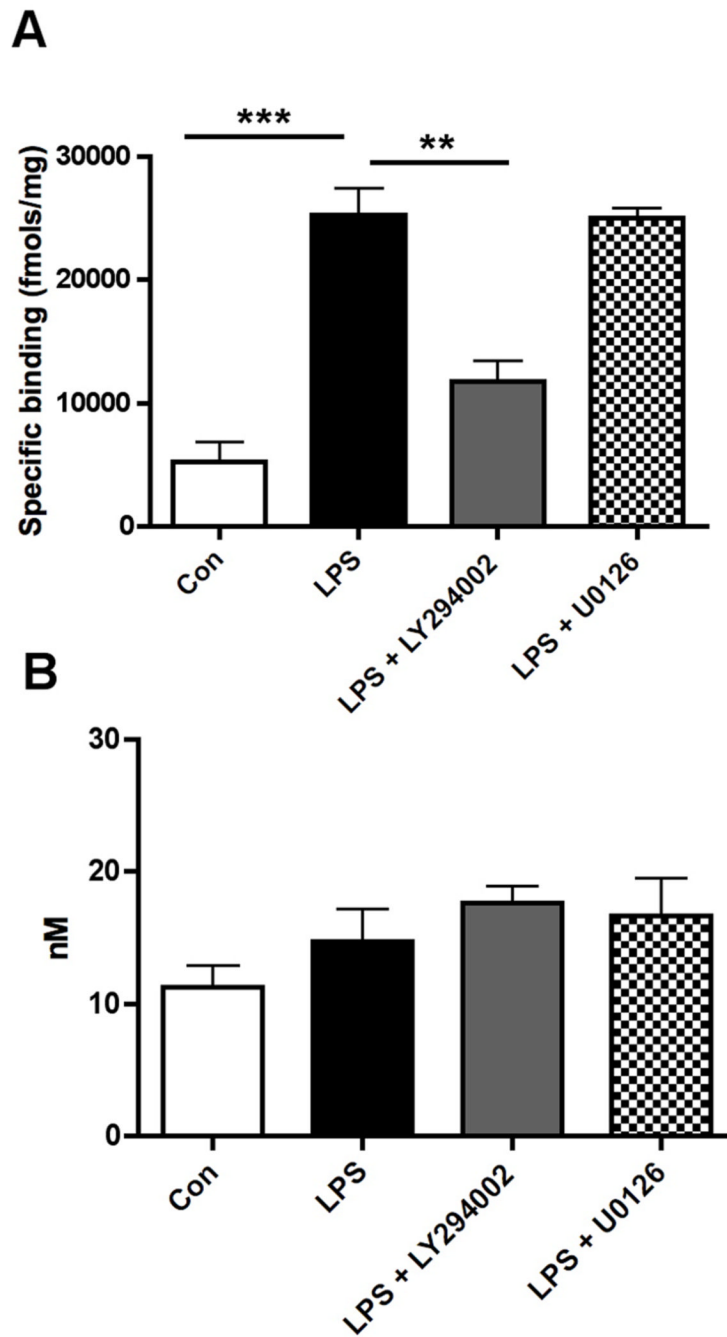 A
***
**
Specific binding (fmols/mg)
30000
20000
10000
0
Con
LPS
LPS + LY294002
LPS + U0126
B
nM
30
20
10
0
Con
LPS
LPS + LY294002
LPS + U0126